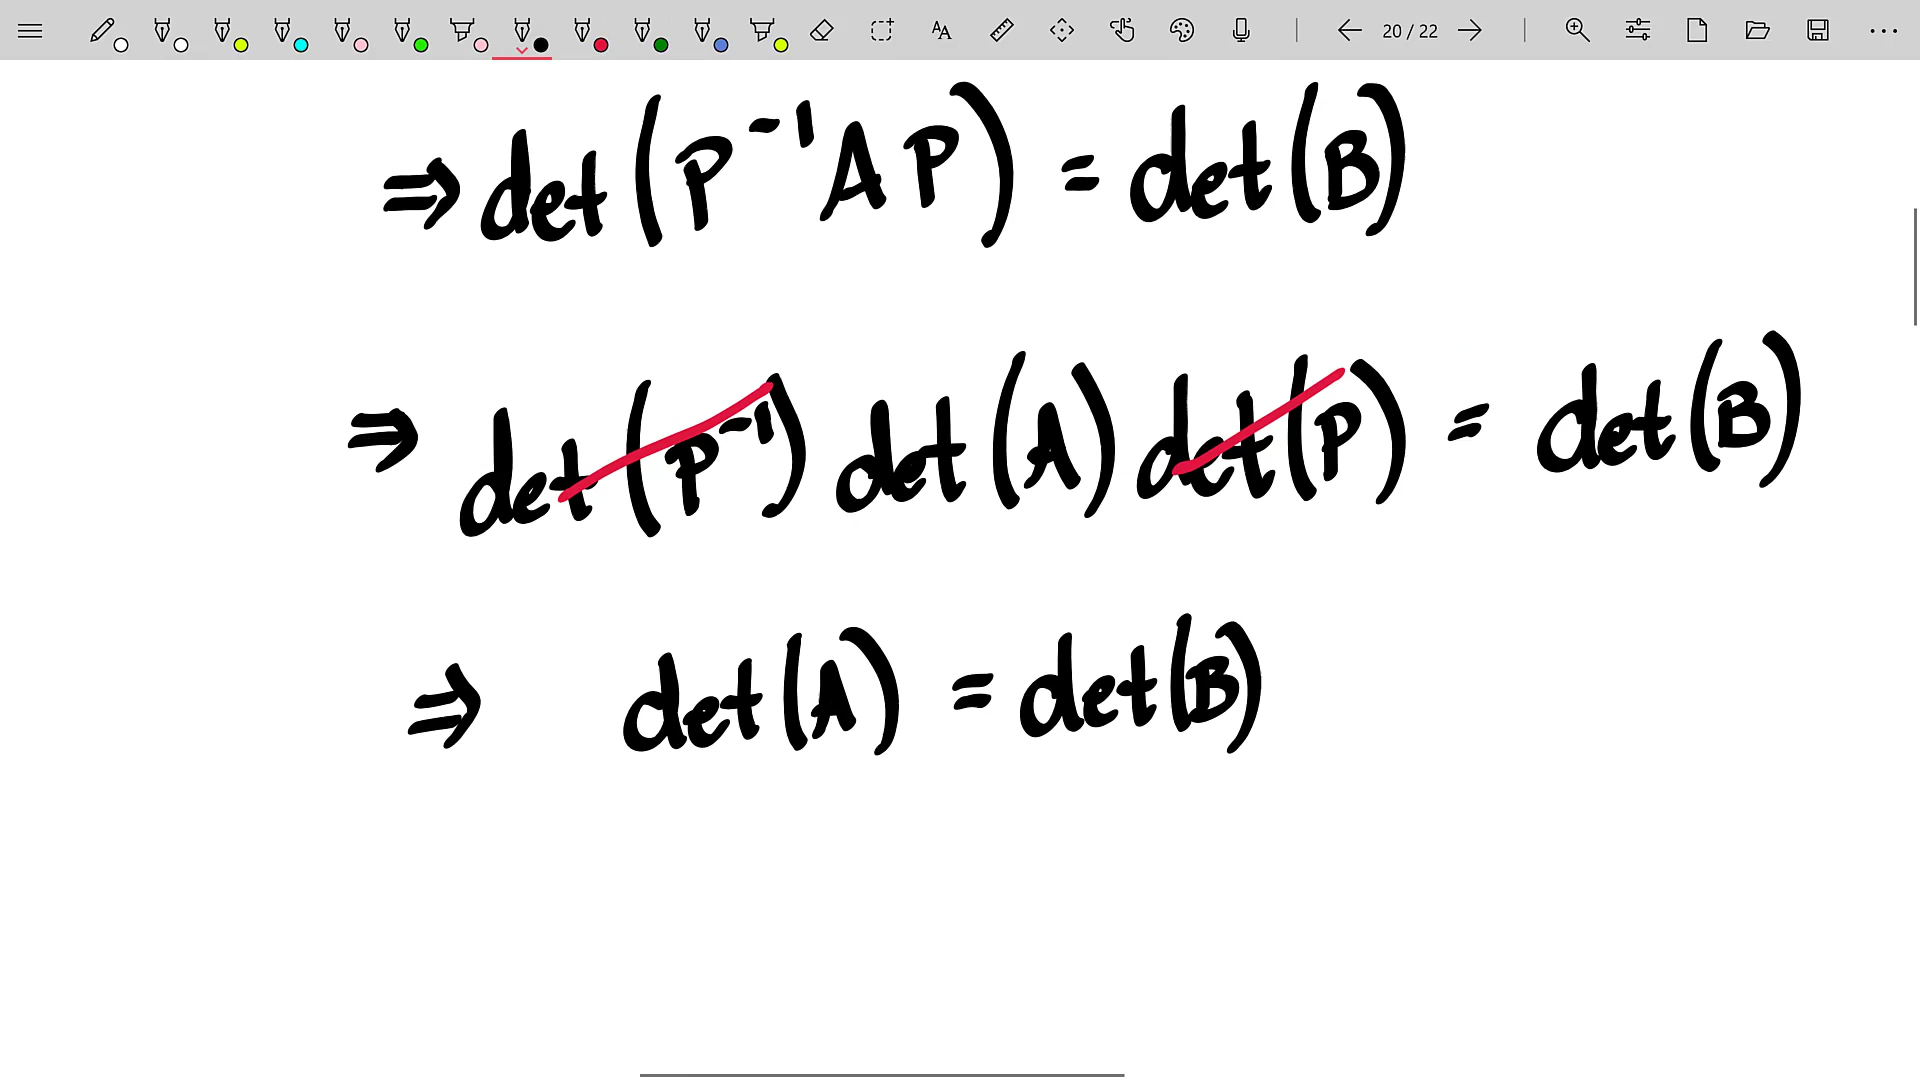 20 / 22
⇒ det(P⁻¹AP) = det(B)
⇒ det(P⁻¹) det(A) det(P) = det(B)
⇒ det(A) = det(B)